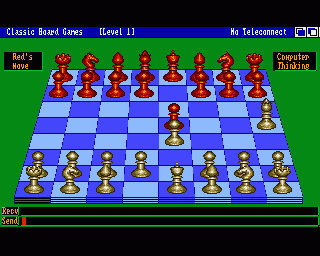 Classic Board Games [Level 1] No Teleconnect
Red's
Move
Computer
Thinking
Recv
Send